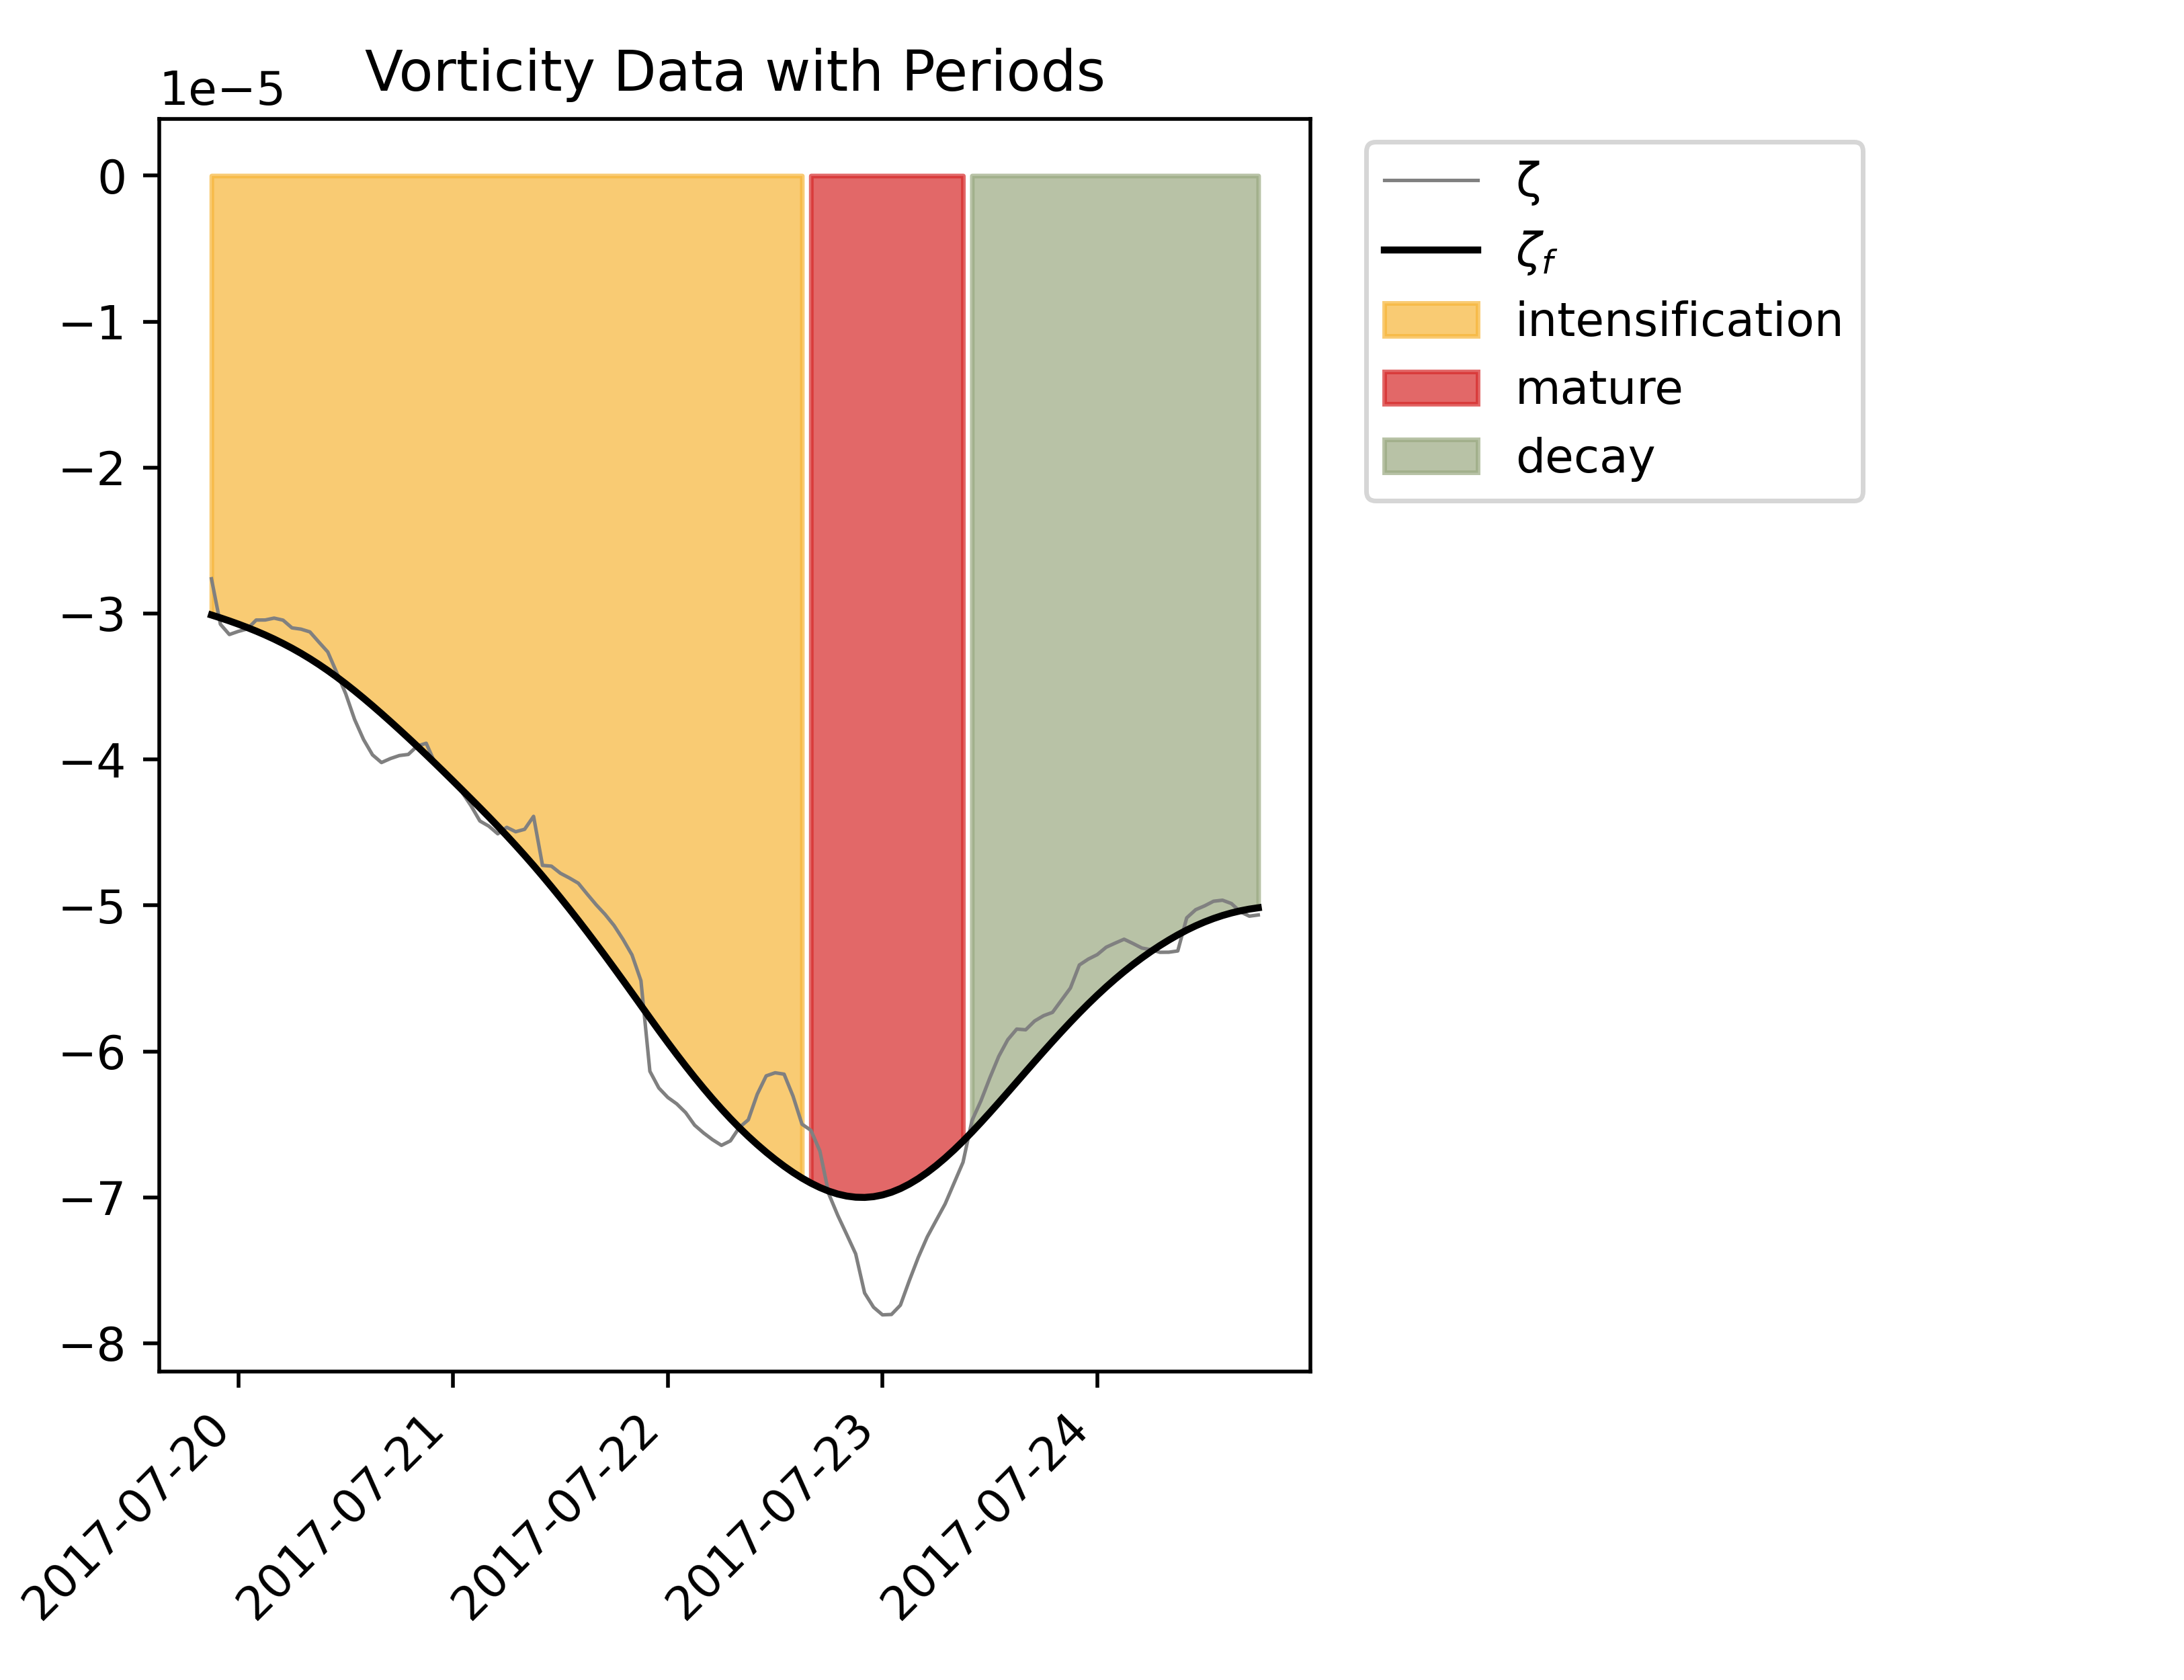 Vorticity Data with Periods
1e−5
0
−1
−2
−3
−4
−5
−6
−7
−8
2017-07-20
2017-07-21
2017-07-22
2017-07-23
2017-07-24
ζ
ζf
intensification
mature
decay